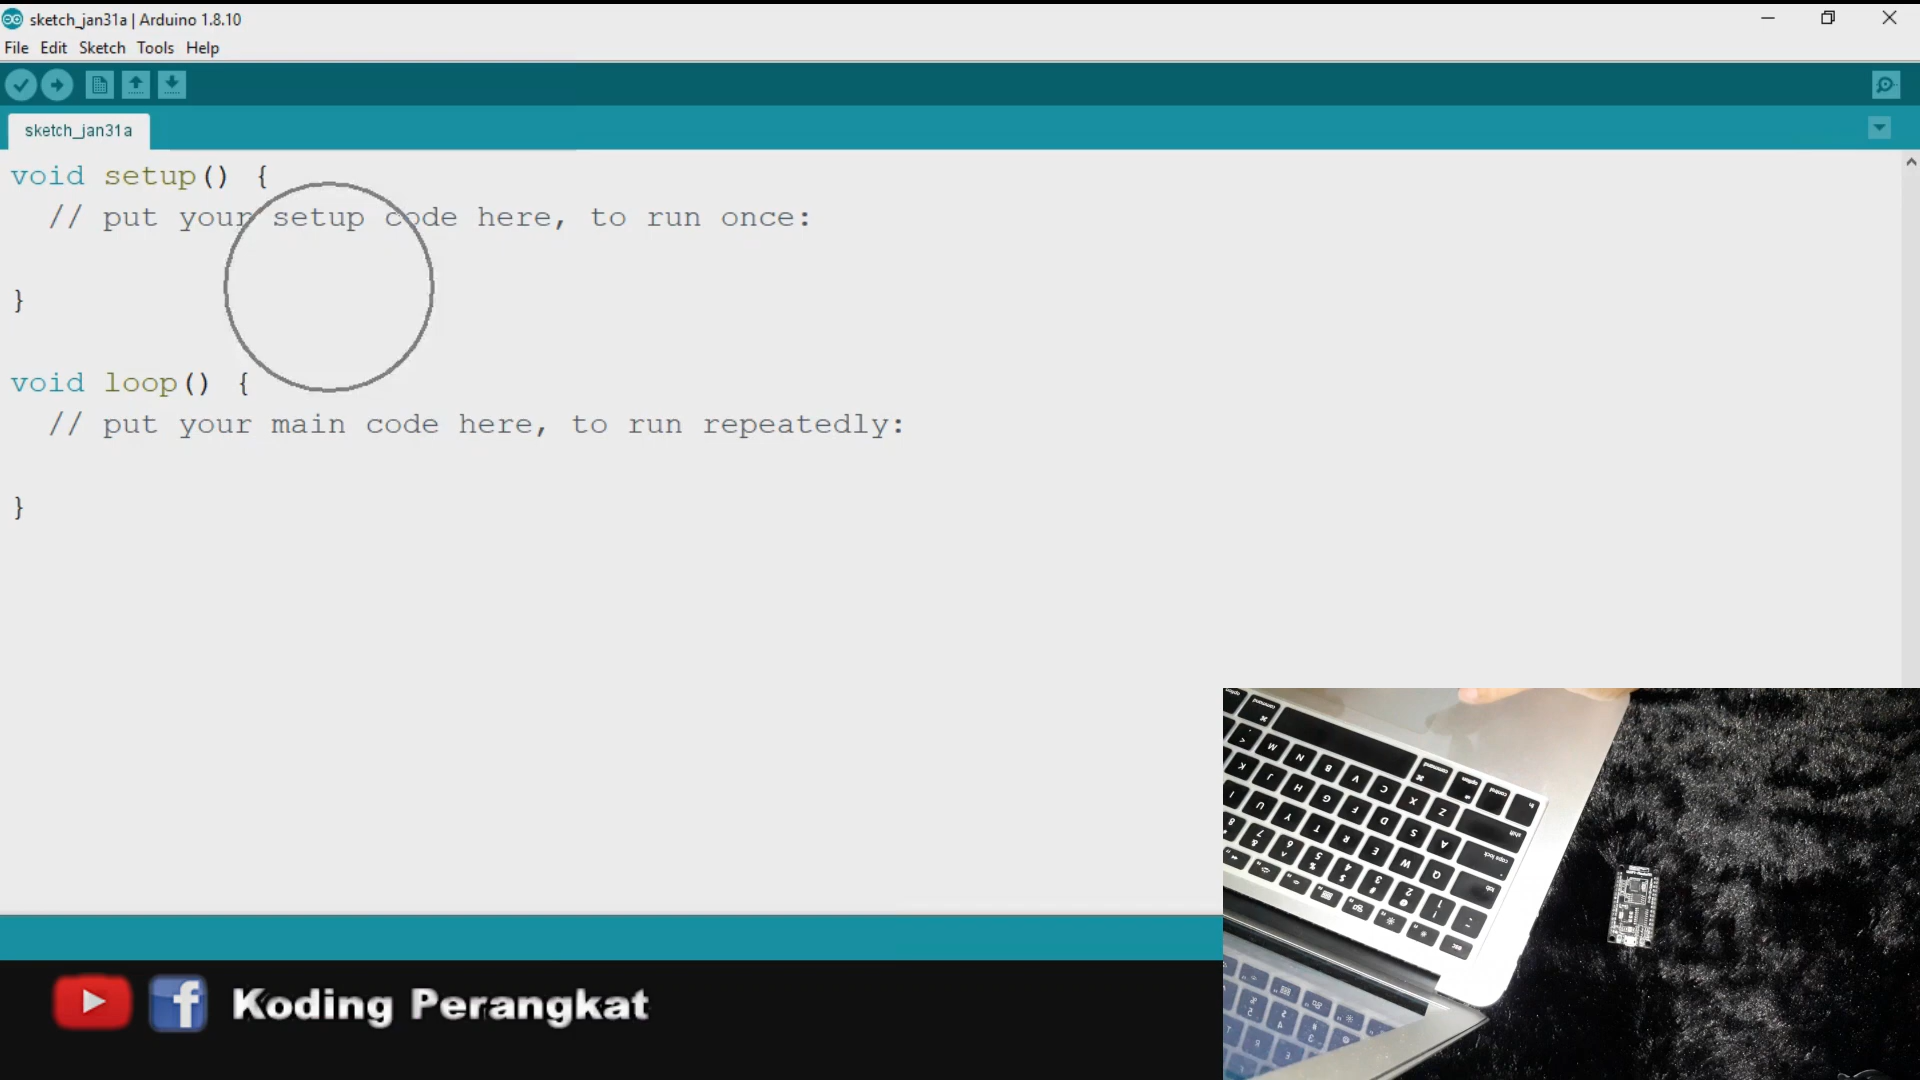 sketch_jan31a | Arduino 1.8.10
File Edit Sketch Tools Help
sketch_jan31a
void setup() {
// put your setup code here, to run once:
}
void loop() {
// put your main code here, to run repeatedly:
}
Koding Perangkat